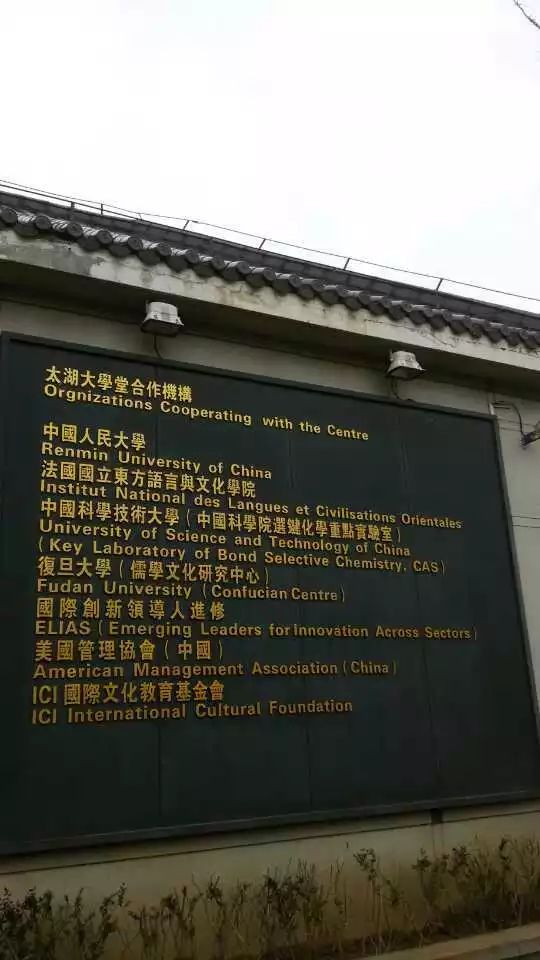 太湖大學堂合作機構
Orgnizations Cooperating with the Centre
中國人民大學
Renmin University of China
法國國立東方語言與文化學院
Institut National des Langues et Civilisations Orientales
中國科學技術大學（中國科學院選鍵化學重點實驗室）
University of Science and Technology of China
(Key Laboratory of Bond Selective Chemistry, CAS)
復旦大學（儒學文化研究中心）
Fudan University (Confucian Centre)
國際創新領導人進修
ELIAS (Emerging Leaders for Innovation Across Sectors)
美國管理協會（中國）
American Management Association (China)
ICI 國際文化教育基金會
ICI International Cultural Foundation